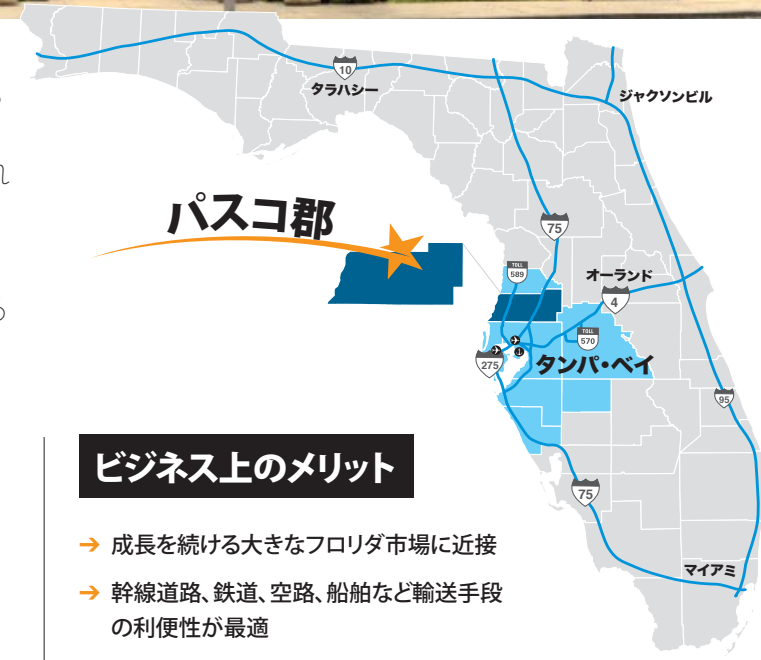 10
タラハシー
ジャクソンビル
れ
パスコ郡
75
TOLL
589
オーランド
4
TOLL
570
タンパ・ベイ
275
95
ビジネス上のメリット
75
→ 成長を続ける大きなフロリダ市場に近接
マイアミ
→ 幹線道路、鉄道、空路、船舶など輸送手段
の利便性が最適